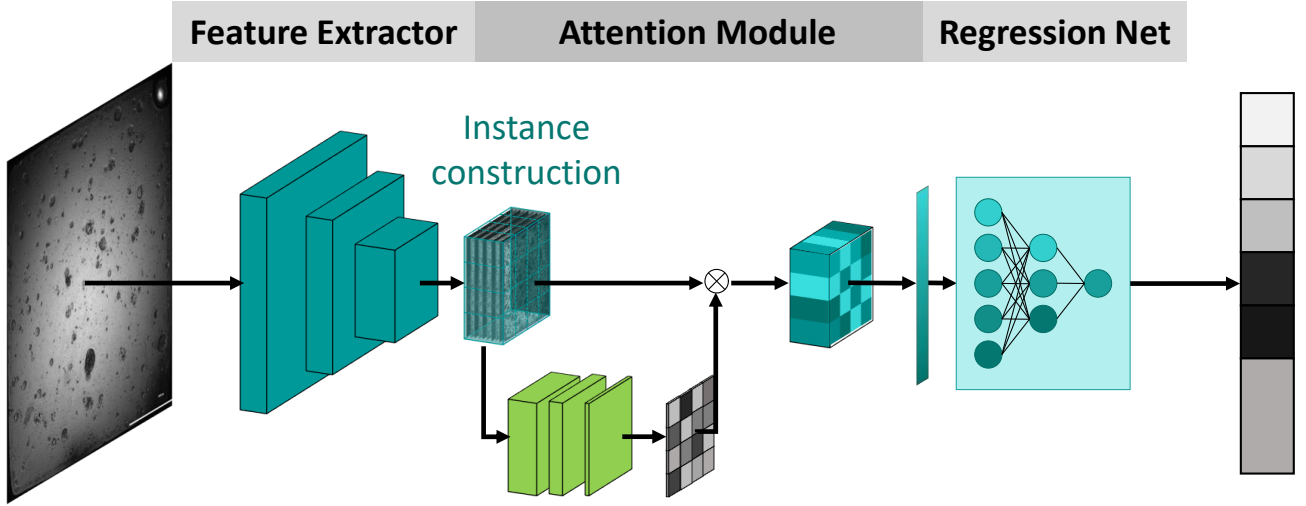 Feature Extractor
Attention Module
Regression Net
Instance
construction